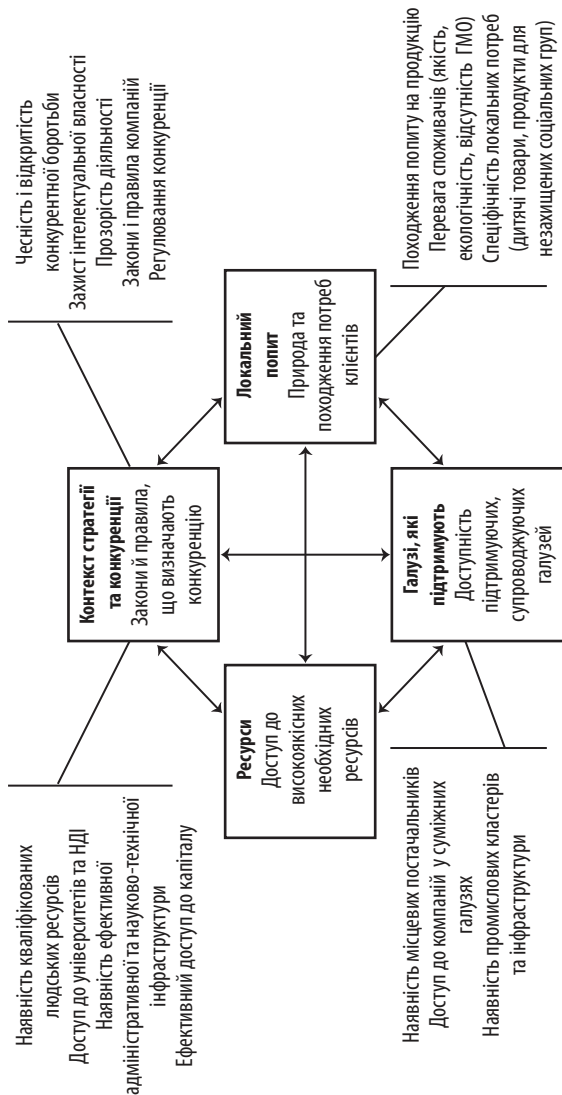 Наявність кваліфікованих
людських ресурсів
Доступ до університетів та НДІ
Наявність ефективної
адміністративної та науково-технічної
інфраструктури
Ефективний доступ до капіталу
Контекст стратегії
та конкуренції
Закони й правила,
що визначають
конкуренцію
Чесність і відкритість
конкурентної боротьби
Захист інтелектуальної власності
Прозорість діяльності
Закони і правила компаній
Регулювання конкуренції
Ресурси
Доступ до
високоякісних
необхідних
ресурсів
Локальний
попит
Природа та
походження потреб
клієнтів
Наявність місцевих постачальників
Доступ до компаній у суміжних
галузях
Наявність промислових кластерів
та інфраструктури
Галузі, які
підтримують
Доступність
підтримуючих,
супроводжуючих
галузей
Походження попиту на продукцію
Перевага споживачів (якість,
екологічність, відсутність ГМО)
Специфічність локальних потреб
(дитячі товари, продукти для
незахищених соціальних груп)